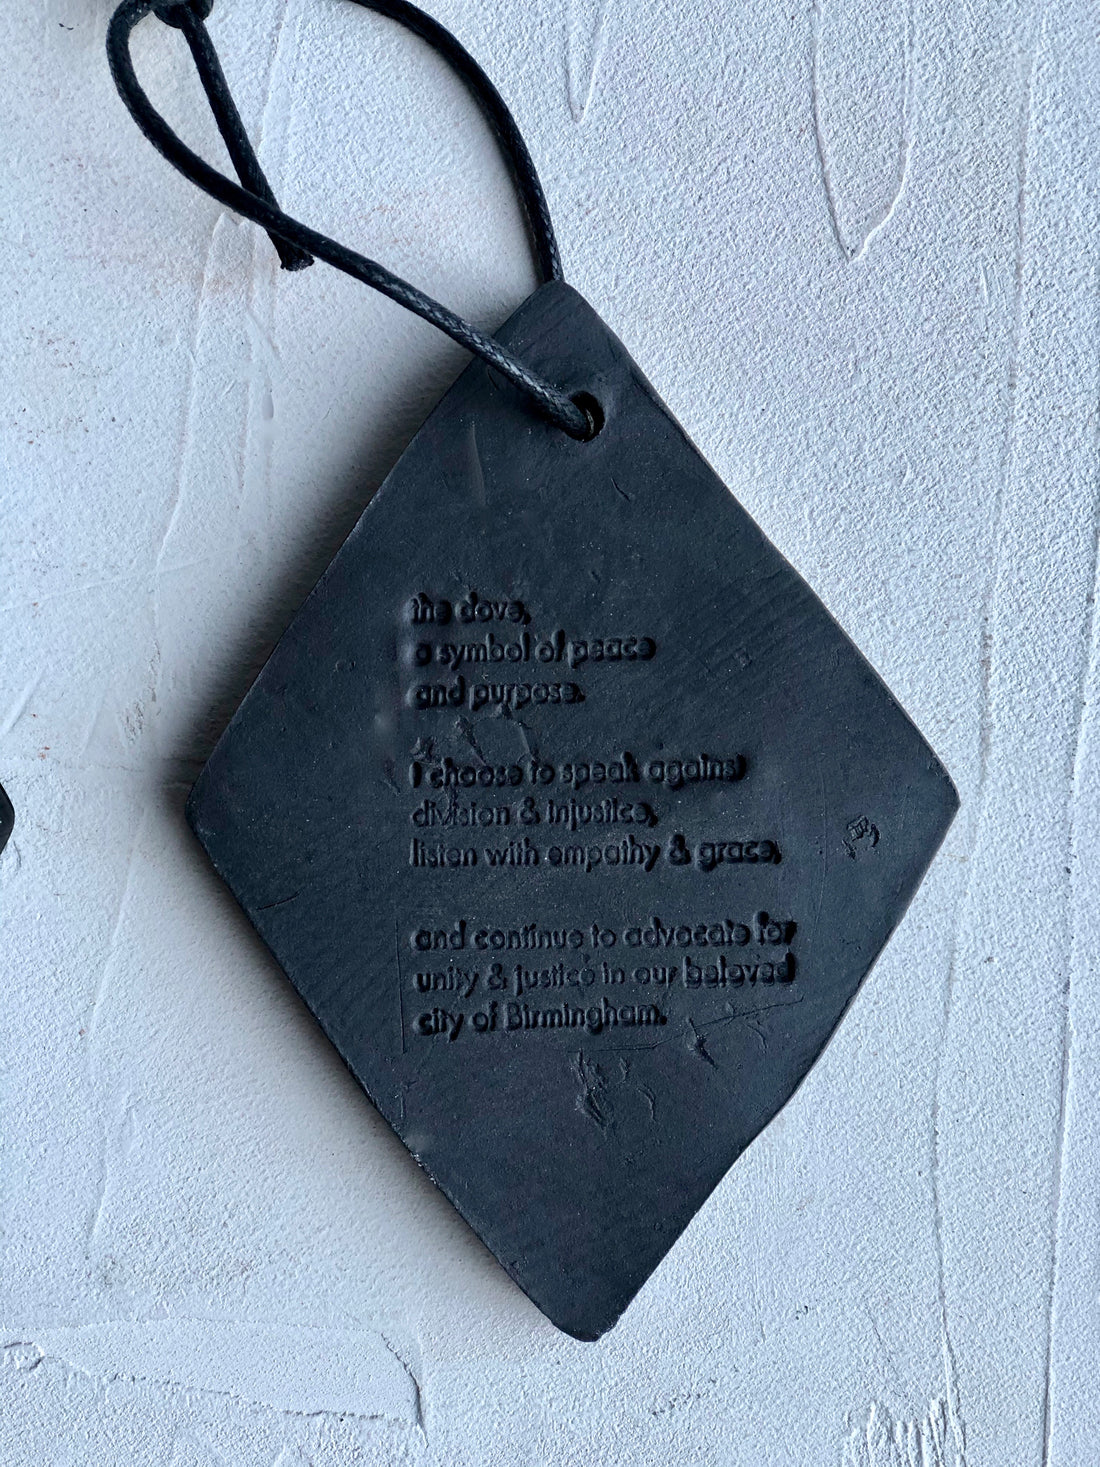 the dove,
a symbol of peace
and purpose.
I choose to speak against
division & injustice,
listen with empathy & grace,
and continue to advocate for
unity & justice in our beloved
city of Birmingham.